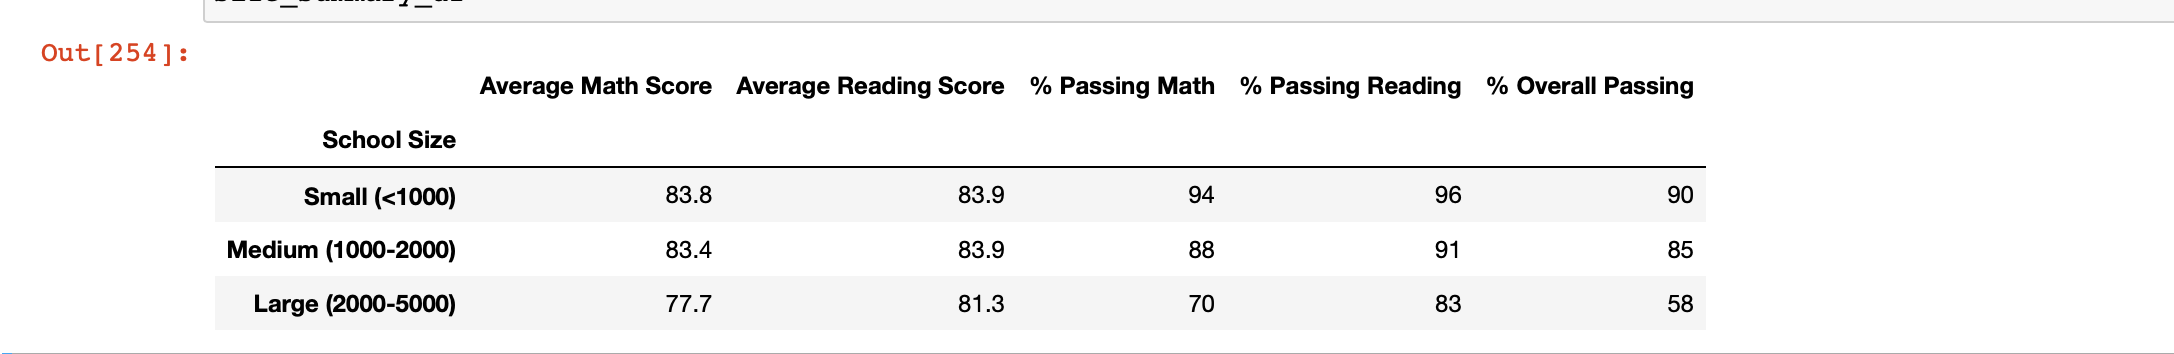 Out[254]:
Average Math Score Average Reading Score % Passing Math % Passing Reading % Overall Passing
School Size
Small (<1000) 83.8 83.9 94 96 90
Medium (1000-2000) 83.4 83.9 88 91 85
Large (2000-5000) 77.7 81.3 70 83 58